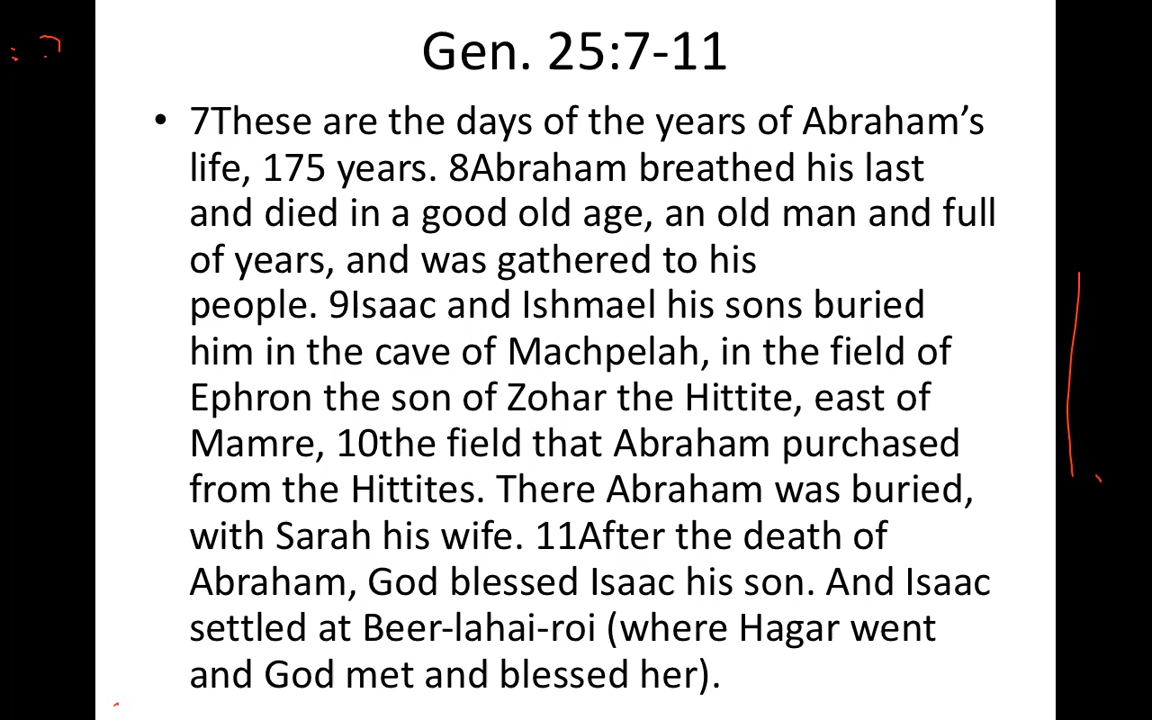 Gen. 25:7-11
• 7These are the days of the years of Abraham’s
life, 175 years. 8Abraham breathed his last
and died in a good old age, an old man and full
of years, and was gathered to his
people. 9Isaac and Ishmael his sons buried
him in the cave of Machpelah, in the field of
Ephron the son of Zohar the Hittite, east of
Mamre, 10the field that Abraham purchased
from the Hittites. There Abraham was buried,
with Sarah his wife. 11After the death of
Abraham, God blessed Isaac his son. And Isaac
settled at Beer-lahai-roi (where Hagar went
and God met and blessed her).